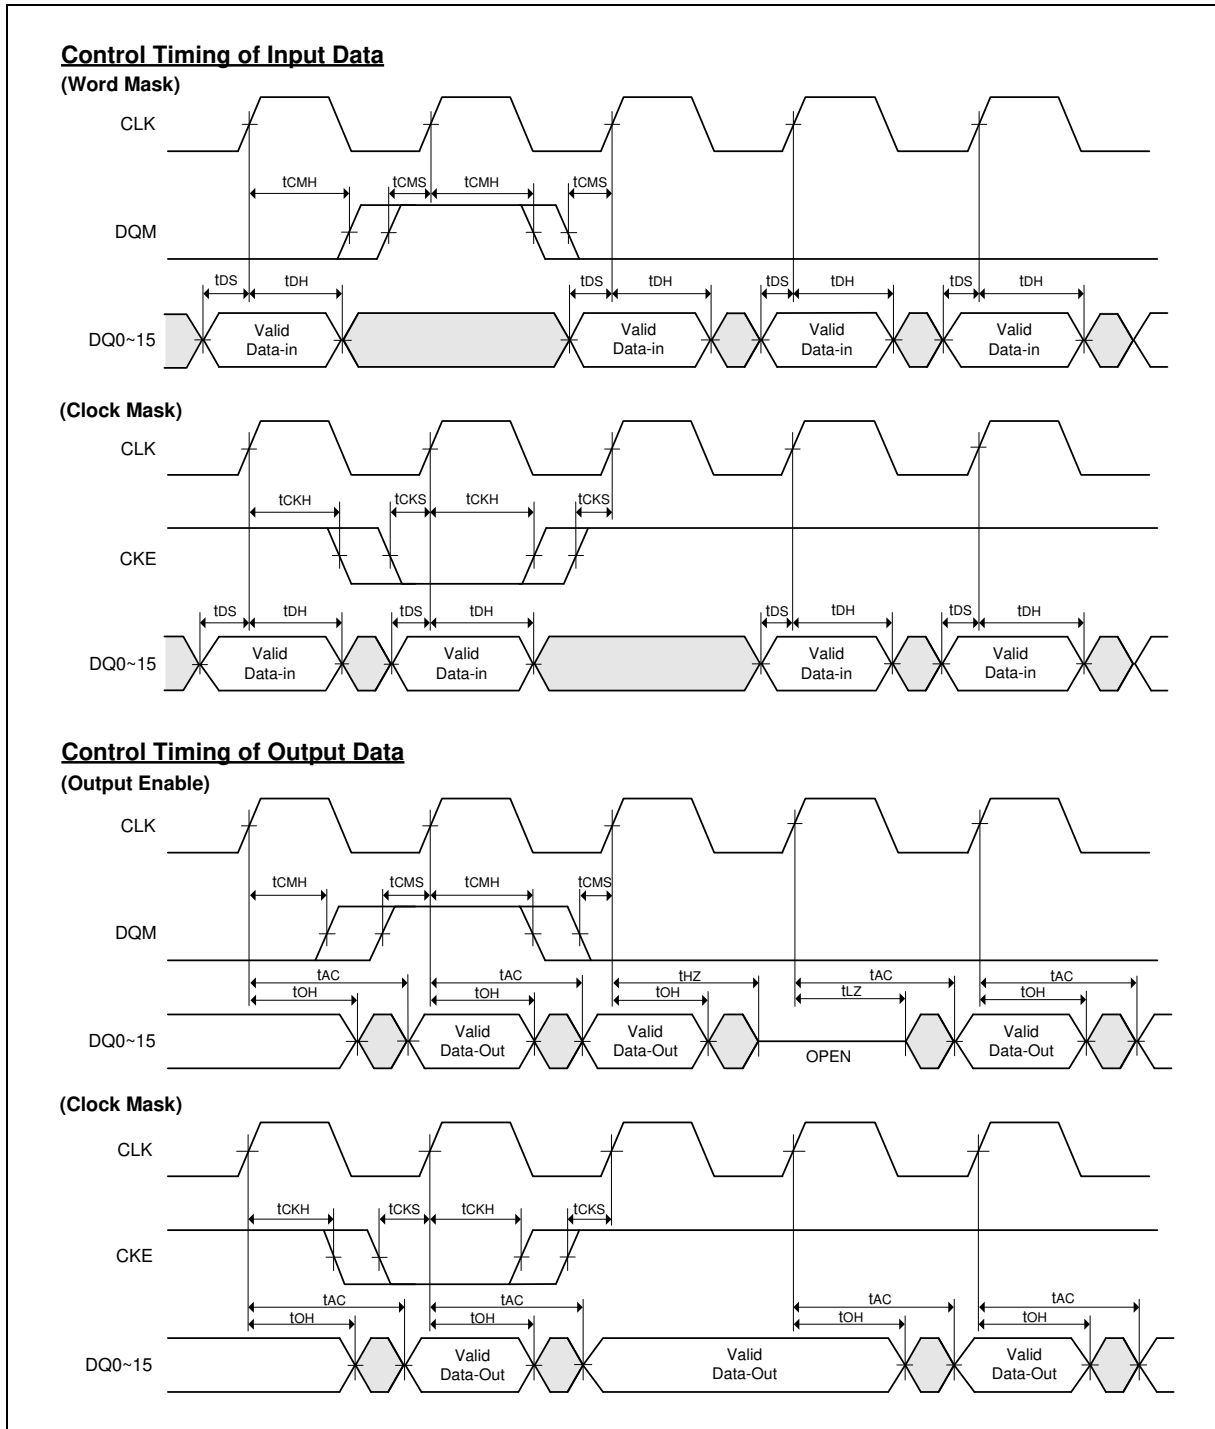 Control Timing of Input Data
(Word Mask)
CLK
tCMH tCMS tCMH tCMS
DQM
tDS tDH tDS tDH tDS tDH tDS tDH
DQ0~15
Valid Data-in
Valid Data-in
Valid Data-in
Valid Data-in
(Clock Mask)
CLK
tCKH tCKS tCKH tCKS
CKE
tDS tDH tDS tDH tDS tDH tDS tDH
DQ0~15
Valid Data-in
Valid Data-in
Valid Data-in
Valid Data-in
Control Timing of Output Data
(Output Enable)
CLK
tCMH tCMS tCMH tCMS
DQM
tAC tAC tHZ tAC tAC
tOH tOH tOH tLZ tOH
DQ0~15
Valid Data-Out
Valid Data-Out
OPEN
Valid Data-Out
(Clock Mask)
CLK
tCKH tCKS tCKH tCKS
CKE
tAC tAC tAC tAC
tOH tOH tOH tOH
DQ0~15
Valid Data-Out
Valid Data-Out
Valid Data-Out